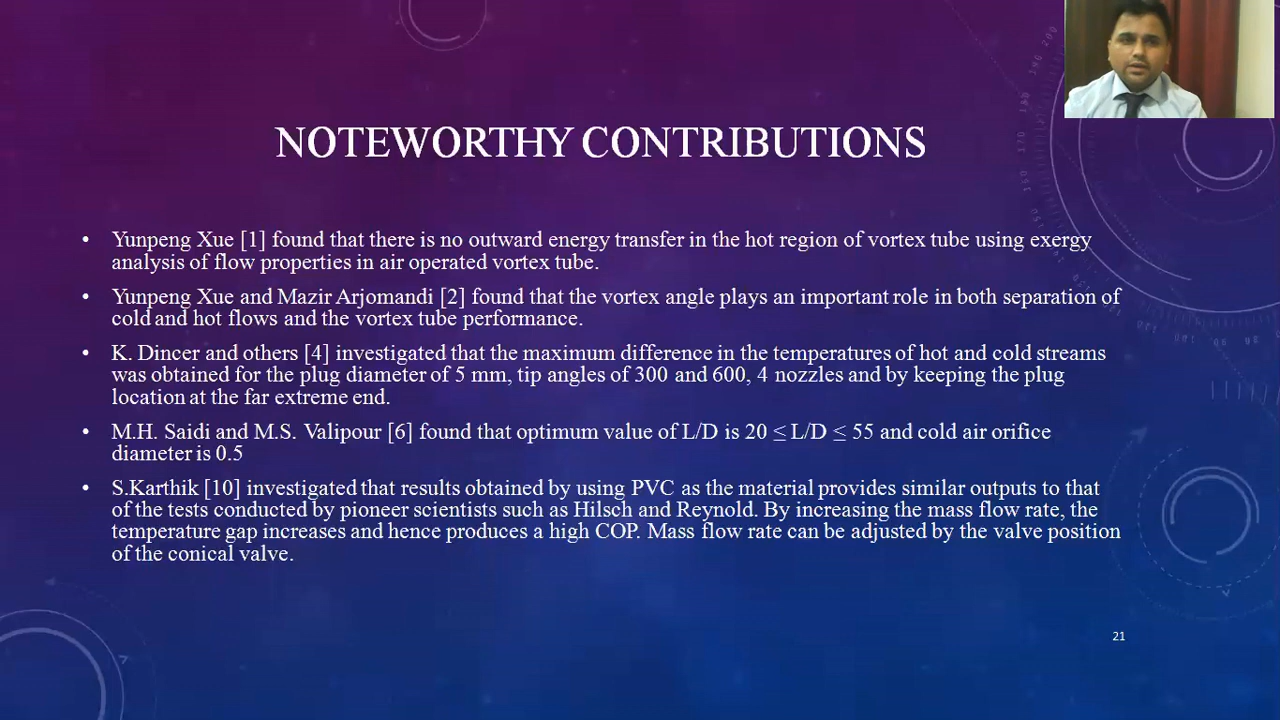 NOTEWORTHY CONTRIBUTIONS
• Yunpeng Xue [1] found that there is no outward energy transfer in the hot region of vortex tube using exergy
analysis of flow properties in air operated vortex tube.
• Yunpeng Xue and Mazir Arjomandi [2] found that the vortex angle plays an important role in both separation of
cold and hot flows and the vortex tube performance.
• K. Dincer and others [4] investigated that the maximum difference in the temperatures of hot and cold streams
was obtained for the plug diameter of 5 mm, tip angles of 300 and 600, 4 nozzles and by keeping the plug
location at the far extreme end.
• M.H. Saidi and M.S. Valipour [6] found that optimum value of L/D is 20 ≤ L/D ≤ 55 and cold air orifice
diameter is 0.5
• S.Karthik [10] investigated that results obtained by using PVC as the material provides similar outputs to that
of the tests conducted by pioneer scientists such as Hilsch and Reynold. By increasing the mass flow rate, the
temperature gap increases and hence produces a high COP. Mass flow rate can be adjusted by the valve position
of the conical valve.
21